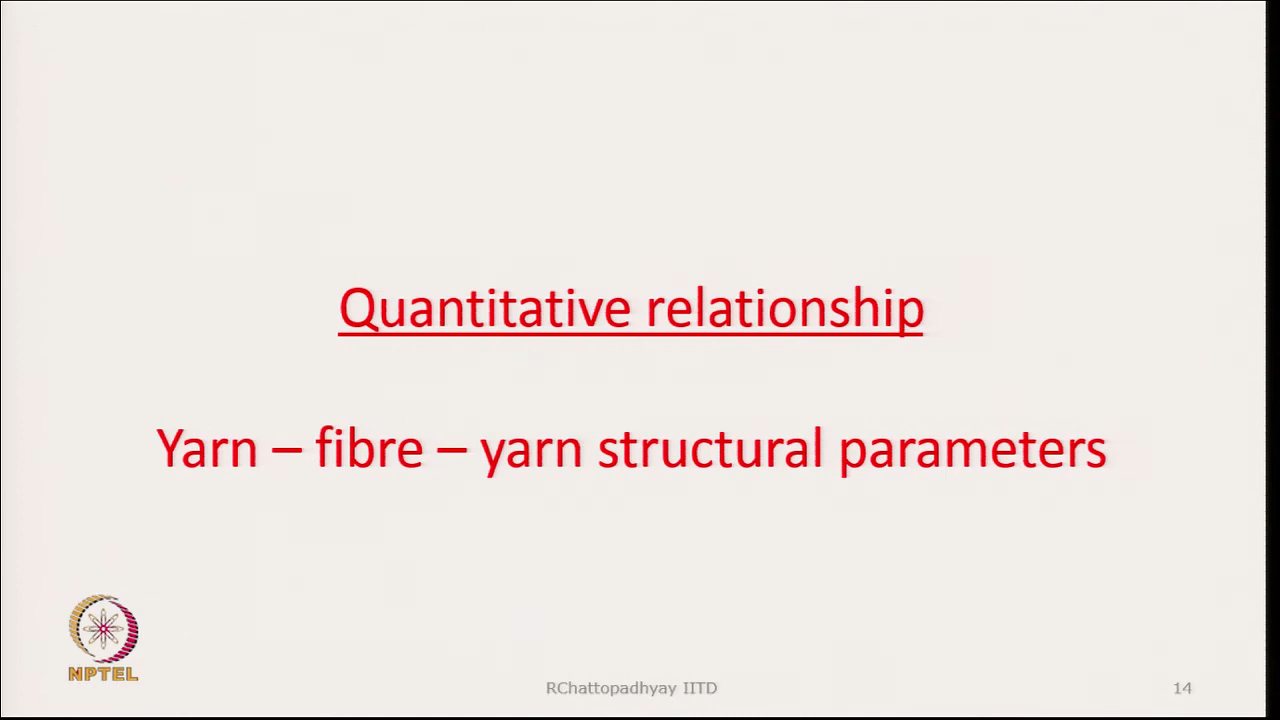 Quantitative relationship
Yarn – fibre – yarn structural parameters
NPTEL
RChattopadhyay IITD
14